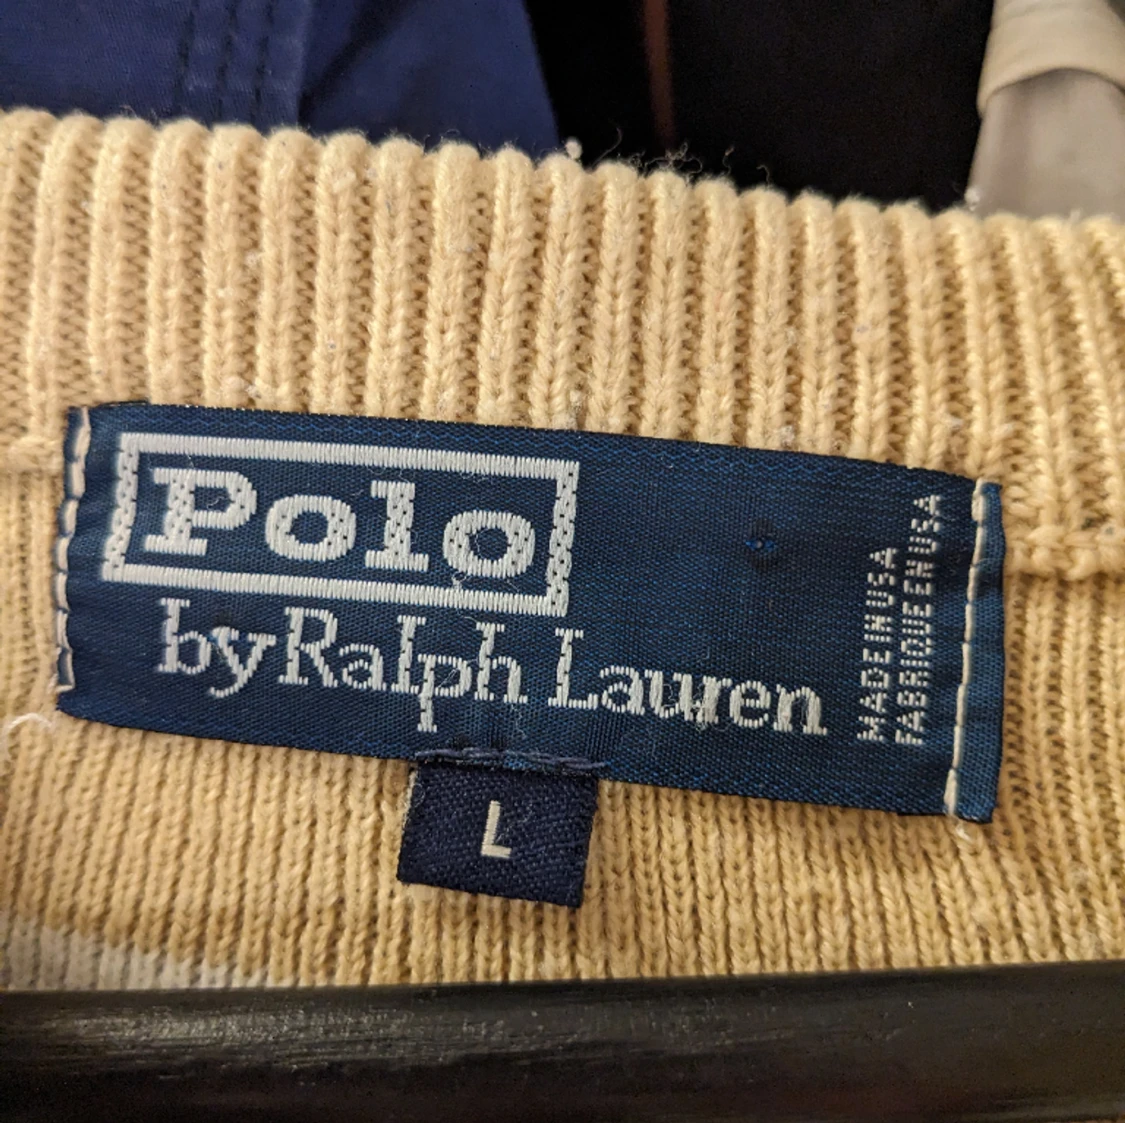 Polo
by Ralph Lauren
MADE IN USA
FABRIQUE EN USA
L